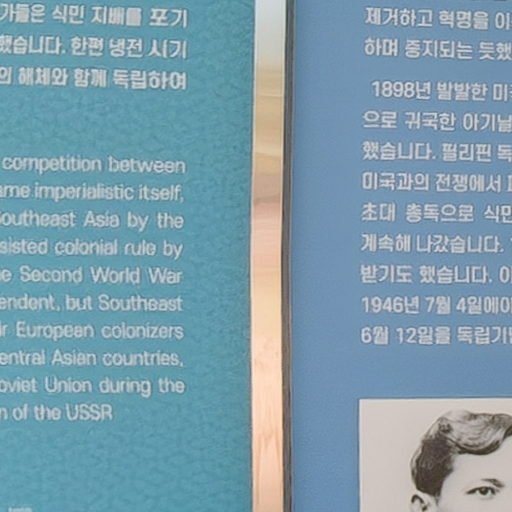 가들은 식민 지배를 포기
했습니다. 한편 냉전 시기
의 해체와 함께 독립하여
competition between
ame imperialistic itself,
outheast Asia by the
sisted colonial rule by
e Second World War
endent, but Southeast
ir European colonizers
entral Asian countries,
oviet Union during the
n of the USSR
제거하고 혁명을 이
하며 중지되는 듯했
1898년 발발한 미
으로 귀국한 아기날
했습니다. 필리핀 독
미국과의 전쟁에서
초대 총독으로 식민
계속해 나갔습니다.
받기도 했습니다. 이
1946년 7월 4일에
6월 12일을 독립기